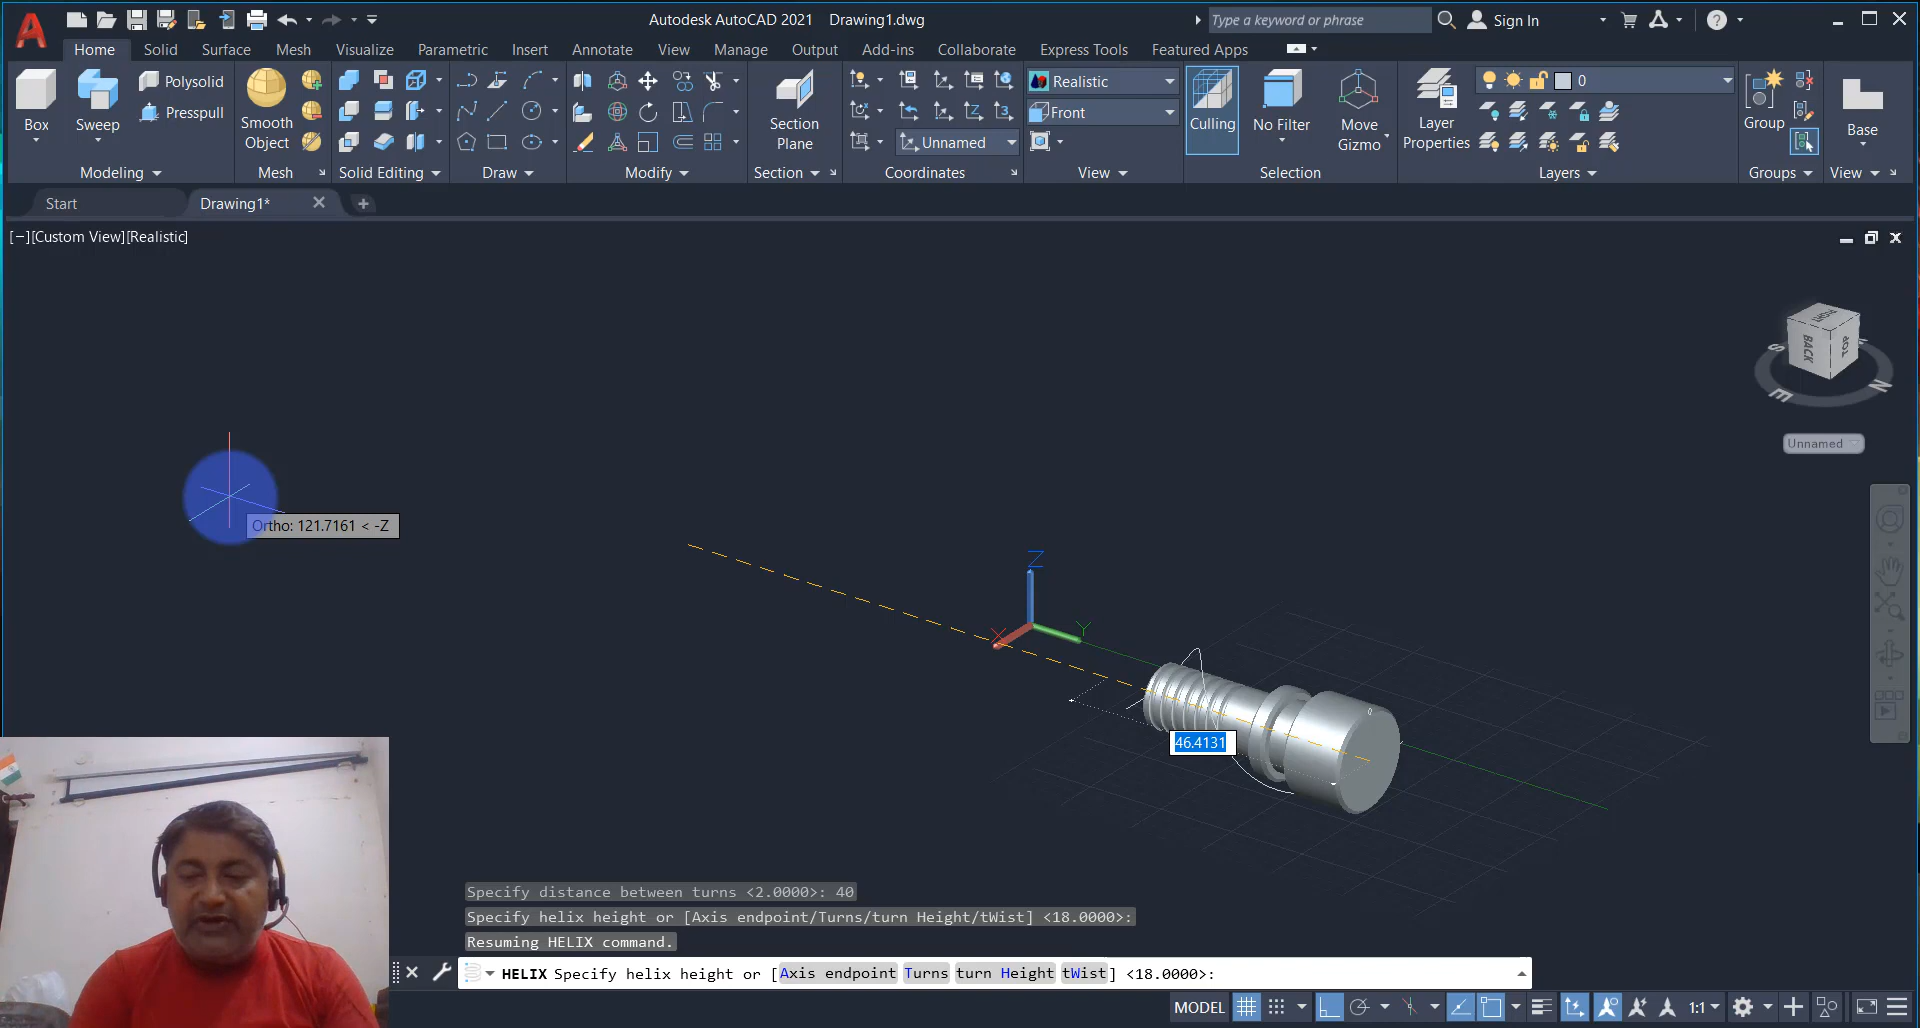 Autodesk AutoCAD 2021 Drawing1.dwg
Type a keyword or phrase
Sign In
Home Solid Surface Mesh Visualize Parametric Insert Annotate View Manage Output Add-ins Collaborate Express Tools Featured Apps
Box
Sweep
Polysolid
Presspull
Smooth Object
Section Plane
Realistic
Front
Unnamed
Culling
No Filter
Move Gizmo
Layer Properties
0
Group
Base
Modeling Mesh Solid Editing Draw Modify Section Coordinates View Selection Layers Groups View
Start Drawing1*
[−][Custom View][Realistic]
BACK
TOP
S
E
N
Unnamed
Ortho: 121.7161 < -Z
Z
X
Y
46.4131
Specify distance between turns <2.0000>: 40
Specify helix height or [Axis endpoint/Turns/turn Height/tWist] <18.0000>:
Resuming HELIX command.
HELIX Specify helix height or [Axis endpoint Turns turn Height tWist] <18.0000>:
MODEL
1:1